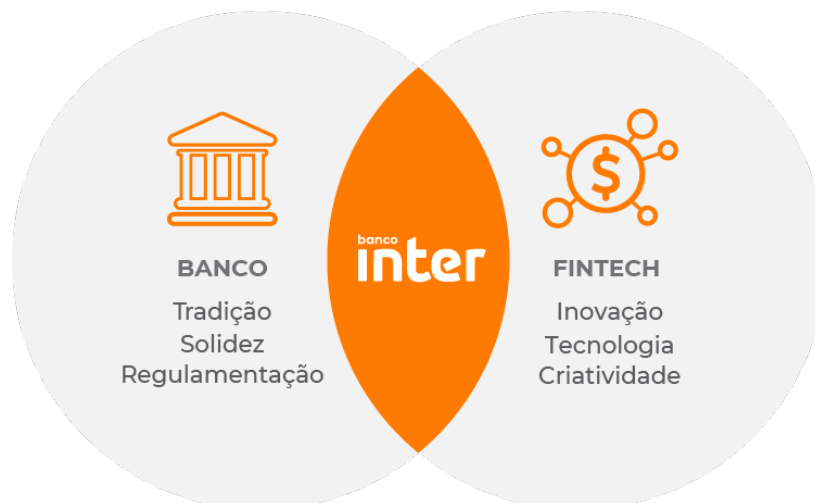 BANCO
Tradição
Solidez
Regulamentação
banco
inter
$
FINTECH
Inovação
Tecnologia
Criatividade